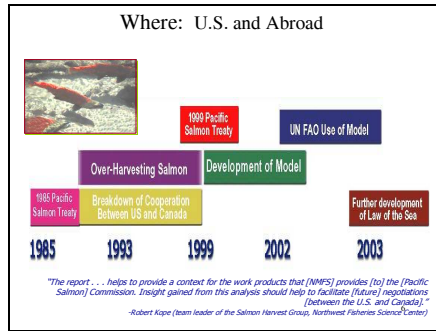 Where: U.S. and Abroad
1999 Pacific
Salmon Treaty
UN FAO Use of Model
Over-Harvesting Salmon
Development of Model
1985 Pacific
Salmon Treaty
Breakdown of Cooperation
Between US and Canada
Further development
of Law of the Sea
1985
1993
1999
2002
2003
"The report . . . helps to provide a context for the work products that [NMFS] provides [to] the [Pacific
Salmon] Commission. Insight gained from this analysis should help to facilitate [future] negotiations
[between the U.S. and Canada]."
-Robert Kope (team leader of the Salmon Harvest Group, Northwest Fisheries Science Center)
6